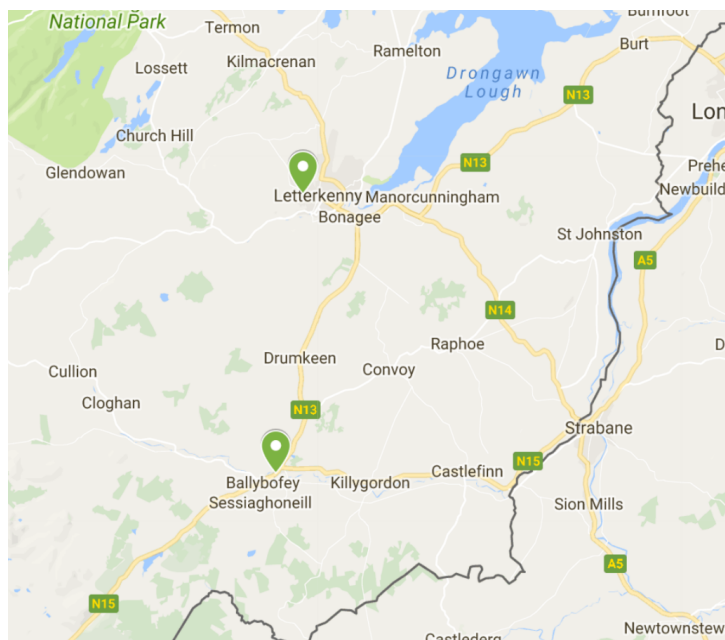 National Park
Termon
Burnfoot
Ramelton
Burt
Kilmacrenan
Lossett
Drongawn
Lough
N13
Lon
Church Hill
N13
Glendowan
Prehe
Newbuild
Letterkenny
Manorcunningham
Bonagee
St Johnston
A5
N14
Raphoe
Drumkeen
Convoy
D
Cullion
Cloghan
N13
Strabane
N15
Castlefinn
Ballybofey
Killygordon
Sessiaghoneill
Sion Mills
A5
N15
Newtownstew
Castlederg